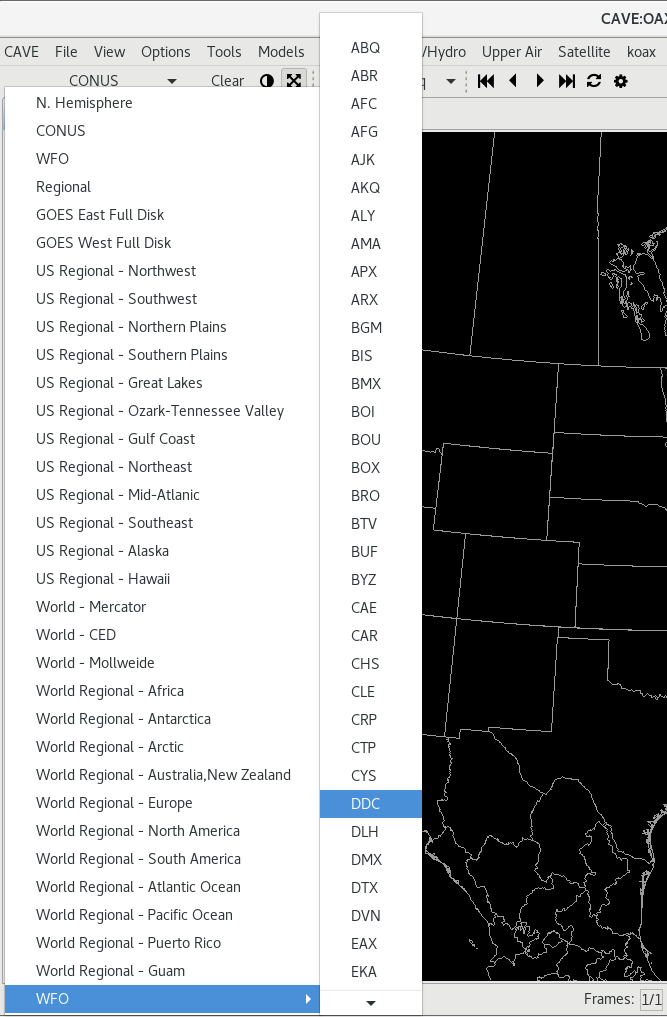 CAVE:OAX
CAVE File View Options Tools Models /Hydro Upper Air Satellite koax
CONUS Clear
N. Hemisphere
CONUS
WFO
Regional
GOES East Full Disk
GOES West Full Disk
US Regional - Northwest
US Regional - Southwest
US Regional - Northern Plains
US Regional - Southern Plains
US Regional - Great Lakes
US Regional - Ozark-Tennessee Valley
US Regional - Gulf Coast
US Regional - Northeast
US Regional - Mid-Atlanic
US Regional - Southeast
US Regional - Alaska
US Regional - Hawaii
World - Mercator
World - CED
World - Mollweide
World Regional - Africa
World Regional - Antarctica
World Regional - Arctic
World Regional - Australia,New Zealand
World Regional - Europe
World Regional - North America
World Regional - South America
World Regional - Atlantic Ocean
World Regional - Pacific Ocean
World Regional - Puerto Rico
World Regional - Guam
WFO
ABQ
ABR
AFC
AFG
AJK
AKQ
ALY
AMA
APX
ARX
BGM
BIS
BMX
BOI
BOU
BOX
BRO
BTV
BUF
BYZ
CAE
CAR
CHS
CLE
CRP
CTP
CYS
DDC
DLH
DMX
DTX
DVN
EAX
EKA
Frames: 1/1